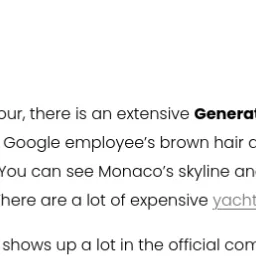 our, there is an extensive Generat
Google employee's brown hair
You can see Monaco's skyline an
here are a lot of expensive yacht
shows up a lot in the official com